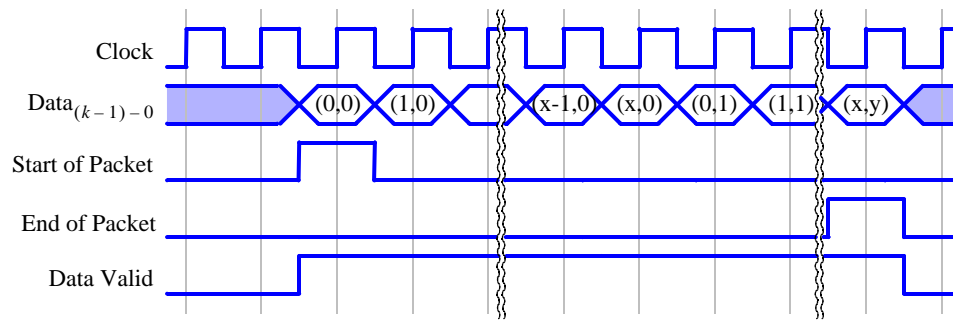 Clock
Data(k−1)−0 (0,0) (1,0) (x-1,0) (x,0) (0,1) (1,1) (x,y)
Start of Packet
End of Packet
Data Valid